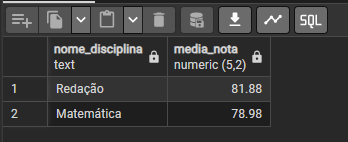 SQL
nome_disciplina media_nota
text numeric (5,2)
1 Redação 81.88
2 Matemática 78.98